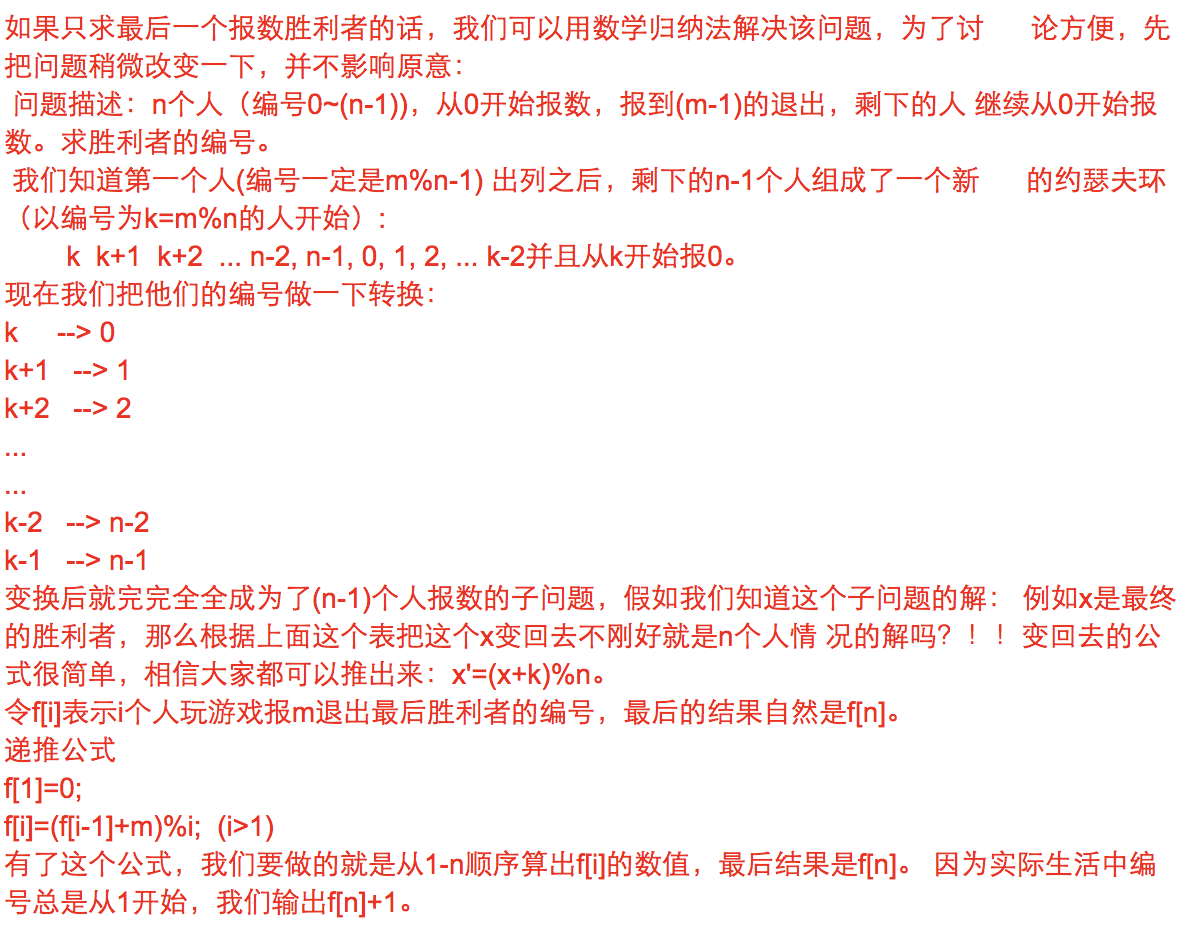 如果只求最后一个报数胜利者的话，我们可以用数学归纳法解决该问题，为了讨 论方便，先
把问题稍微改变一下，并不影响原意：
问题描述：n个人（编号0~(n-1))，从0开始报数，报到(m-1)的退出，剩下的人 继续从0开始报
数。求胜利者的编号。
我们知道第一个人(编号一定是m%n-1) 出列之后，剩下的n-1个人组成了一个新 的约瑟夫环
（以编号为k=m%n的人开始）:
k k+1 k+2 ... n-2, n-1, 0, 1, 2, ... k-2并且从k开始报0。
现在我们把他们的编号做一下转换：
k --> 0
k+1 --> 1
k+2 --> 2
...
...
k-2 --> n-2
k-1 --> n-1
变换后就完完全全成为了(n-1)个人报数的子问题，假如我们知道这个子问题的解： 例如x是最终
的胜利者，那么根据上面这个表把这个x变回去不刚好就是n个人情 况的解吗？！！变回去的公
式很简单，相信大家都可以推出来：x'=(x+k)%n。
令f[i]表示i个人玩游戏报m退出最后胜利者的编号，最后的结果自然是f[n]。
递推公式
f[1]=0;
f[i]=(f[i-1]+m)%i; (i>1)
有了这个公式，我们要做的就是从1-n顺序算出f[i]的数值，最后结果是f[n]。 因为实际生活中编
号总是从1开始，我们输出f[n]+1。